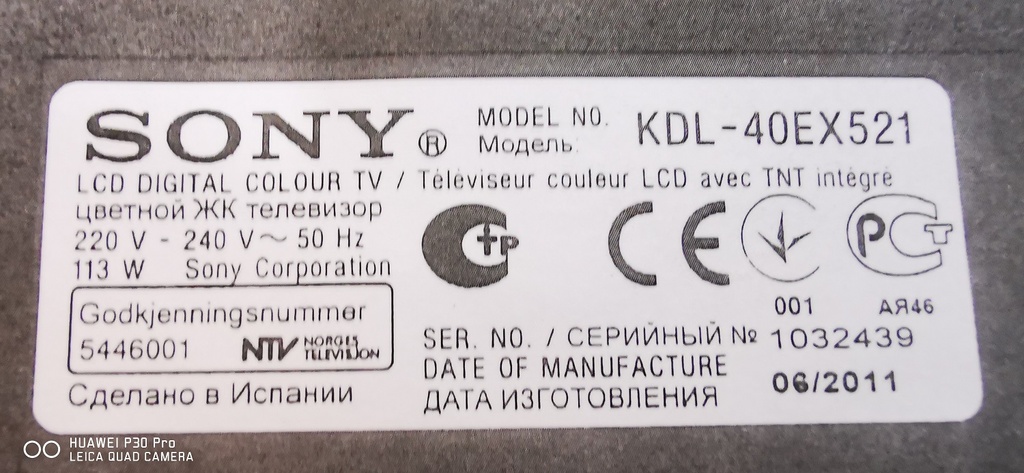 SONY® MODEL NO. KDL-40EX521
Модель:
LCD DIGITAL COLOUR TV / Téléviseur couleur LCD avec TNT intégré
цветной ЖК телевизор
220 V - 240 V~ 50 Hz
113 W Sony Corporation
Godkjenningsnummer
5446001 NTV NORGES TELEVISJON
Сделано в Испании
CE
001 АЯ46
SER. NO. / СЕРИЙНЫЙ № 1032439
DATE OF MANUFACTURE
ДАТА ИЗГОТОВЛЕНИЯ 06/2011
HUAWEI P30 Pro
LEICA QUAD CAMERA